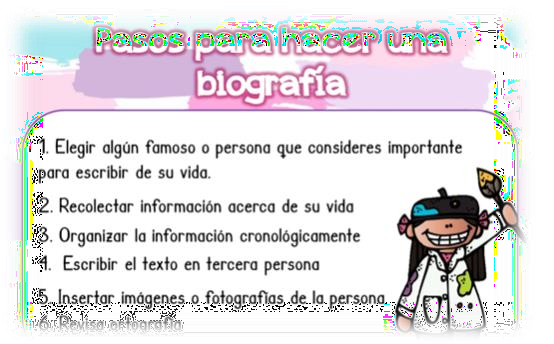 Pasos para hacer una
biografía
1. Elegir algún famoso o persona que consideres importante
para escribir de su vida.
2. Recolectar información acerca de su vida
3. Organizar la información cronológicamente
4. Escribir el texto en tercera persona
5. Insertar imágenes o fotografías de la persona
6. Revisa ortografía